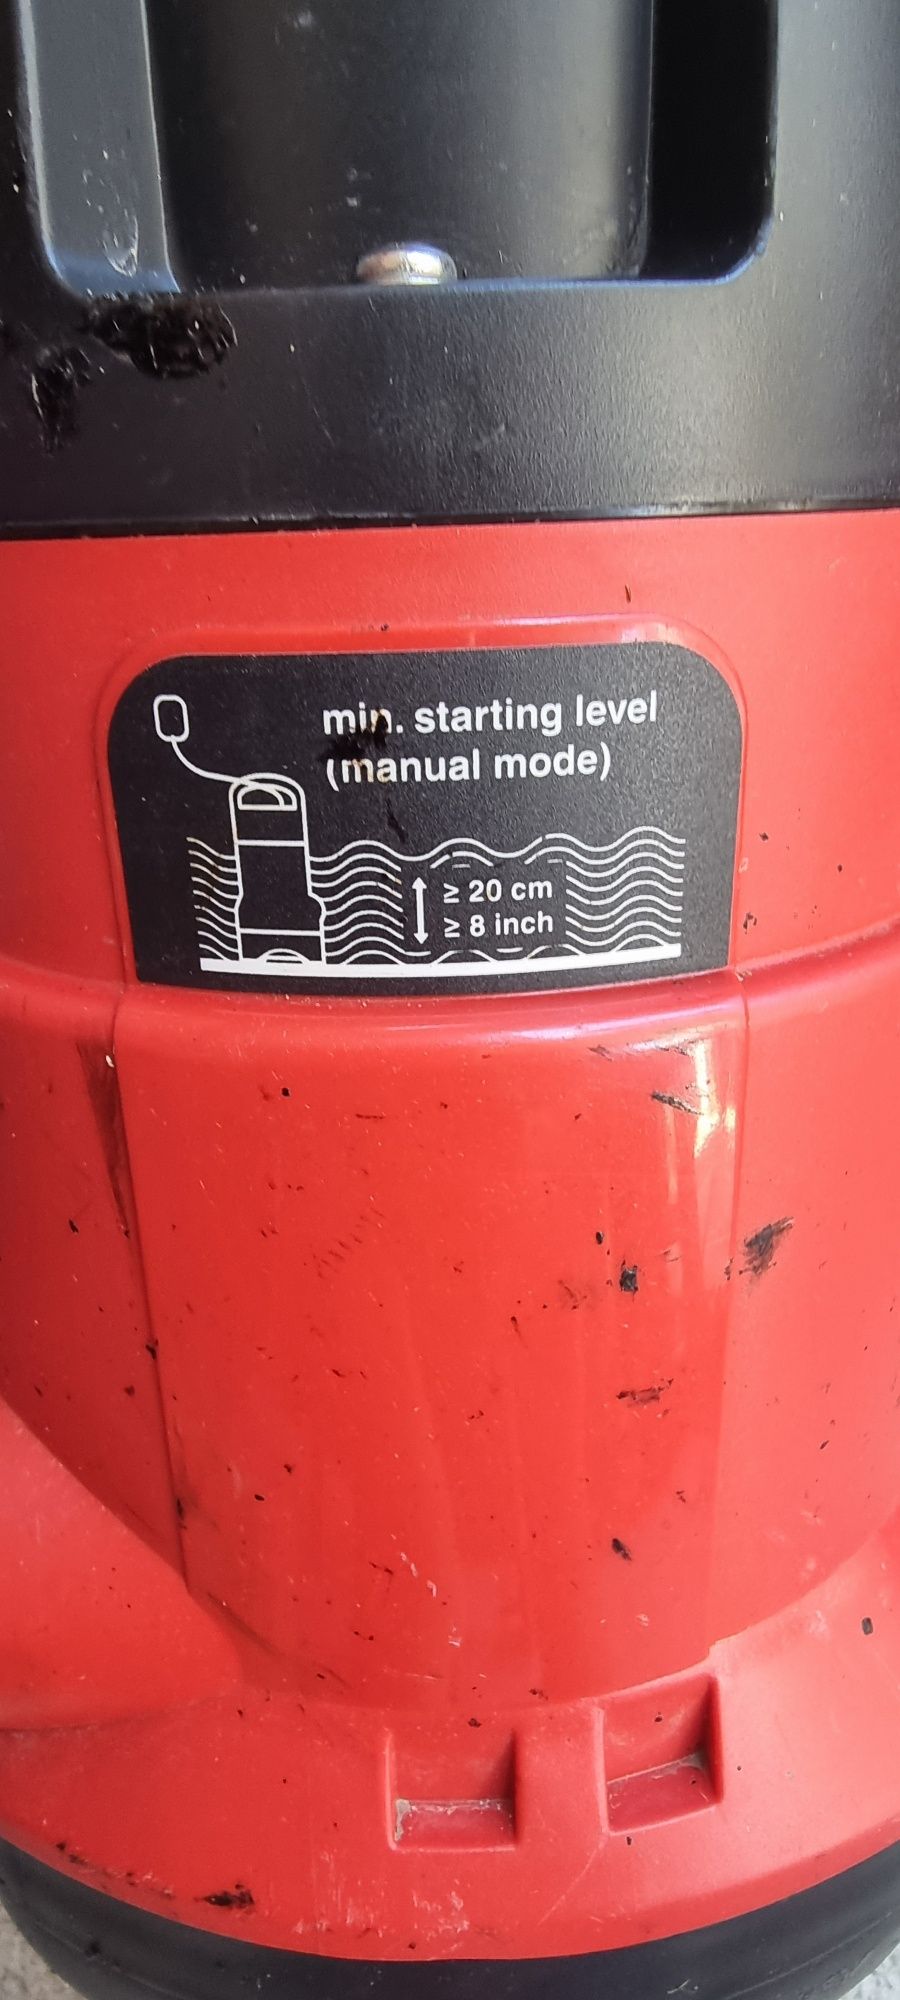 min. starting level
(manual mode)
≥ 20 cm
≥ 8 inch